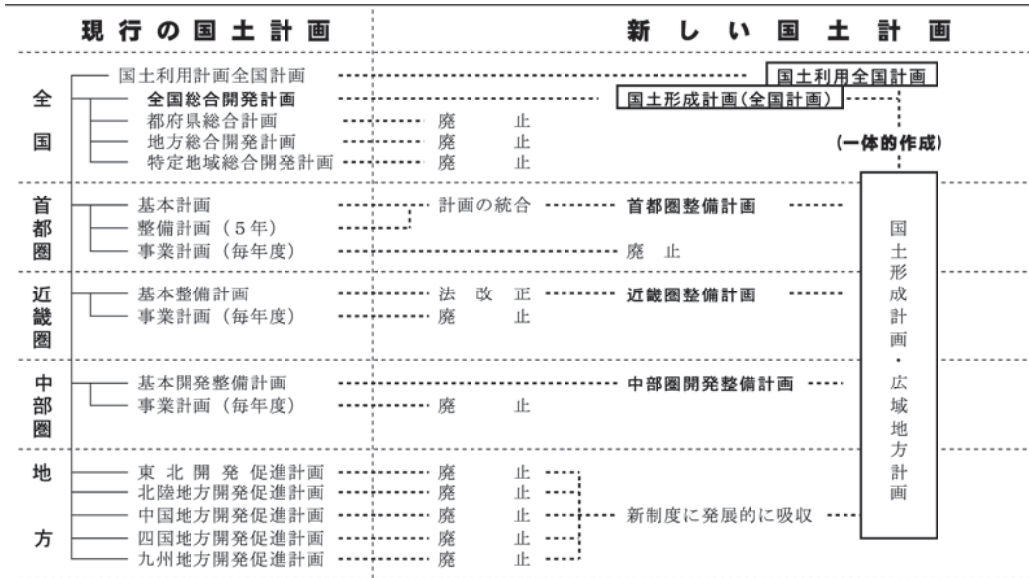 現行の国土計画 新しい国土計画
全国
国土利用計画全国計画 国土利用全国計画
全国総合開発計画 国土形成計画(全国計画)
都府県総合計画 廃止
地方総合開発計画 廃止 (一体的作成)
特定地域総合開発計画 廃止
首都圏
基本計画 計画の統合 首都圏整備計画
整備計画(5年)
事業計画(毎年度) 廃止
近畿圏
基本整備計画 法改正 近畿圏整備計画
事業計画(毎年度) 廃止
中部圏
基本開発整備計画 中部圏開発整備計画
事業計画(毎年度) 廃止
地方
東北開発促進計画 廃止
北陸地方開発促進計画 廃止
中国地方開発促進計画 廃止 新制度に発展的に吸収
四国地方開発促進計画 廃止
九州地方開発促進計画 廃止
国土形成計画・広域地方計画